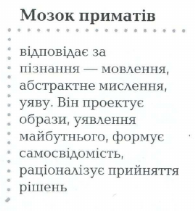 Мозок приматів
відповідає за
пізнання — мовлення,
абстрактне мислення,
уяву. Він проектує
образи, уявлення
майбутнього, формує
самосвідомість,
раціоналізує прийняття
рішень